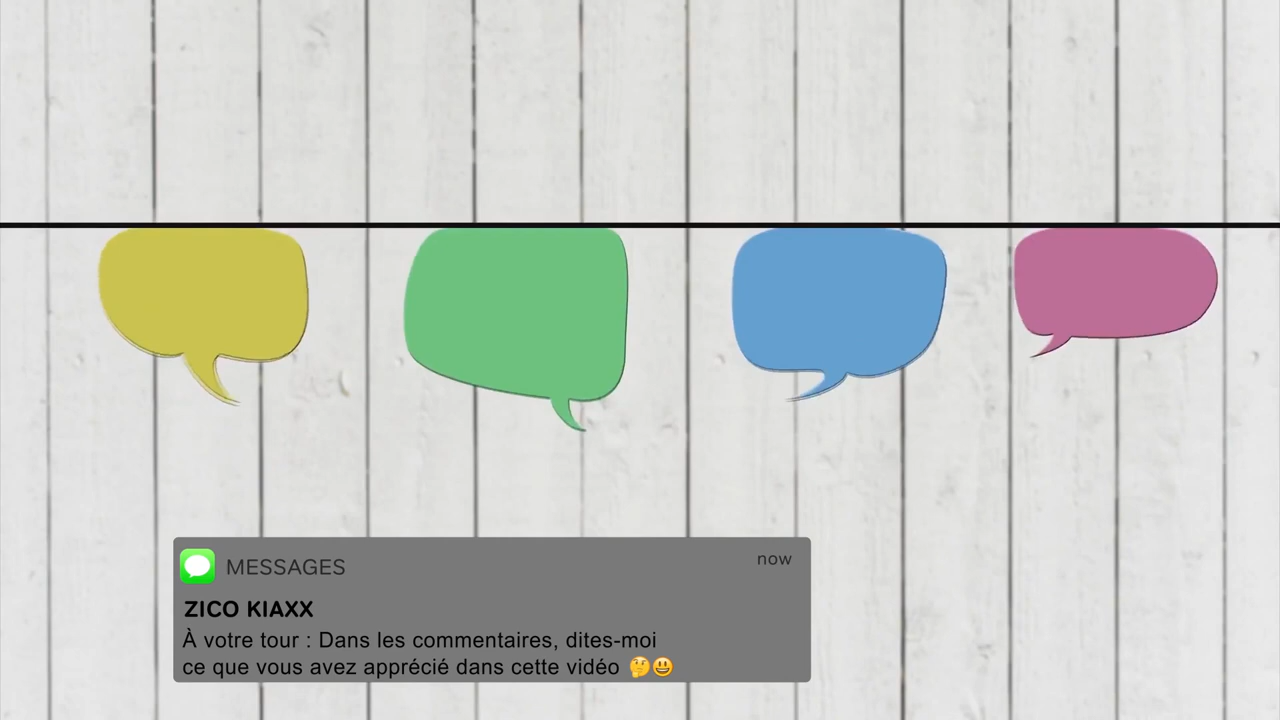 MESSAGES
now
ZICO KIAXX
À votre tour : Dans les commentaires, dites-moi
ce que vous avez apprécié dans cette vidéo 🤔😃